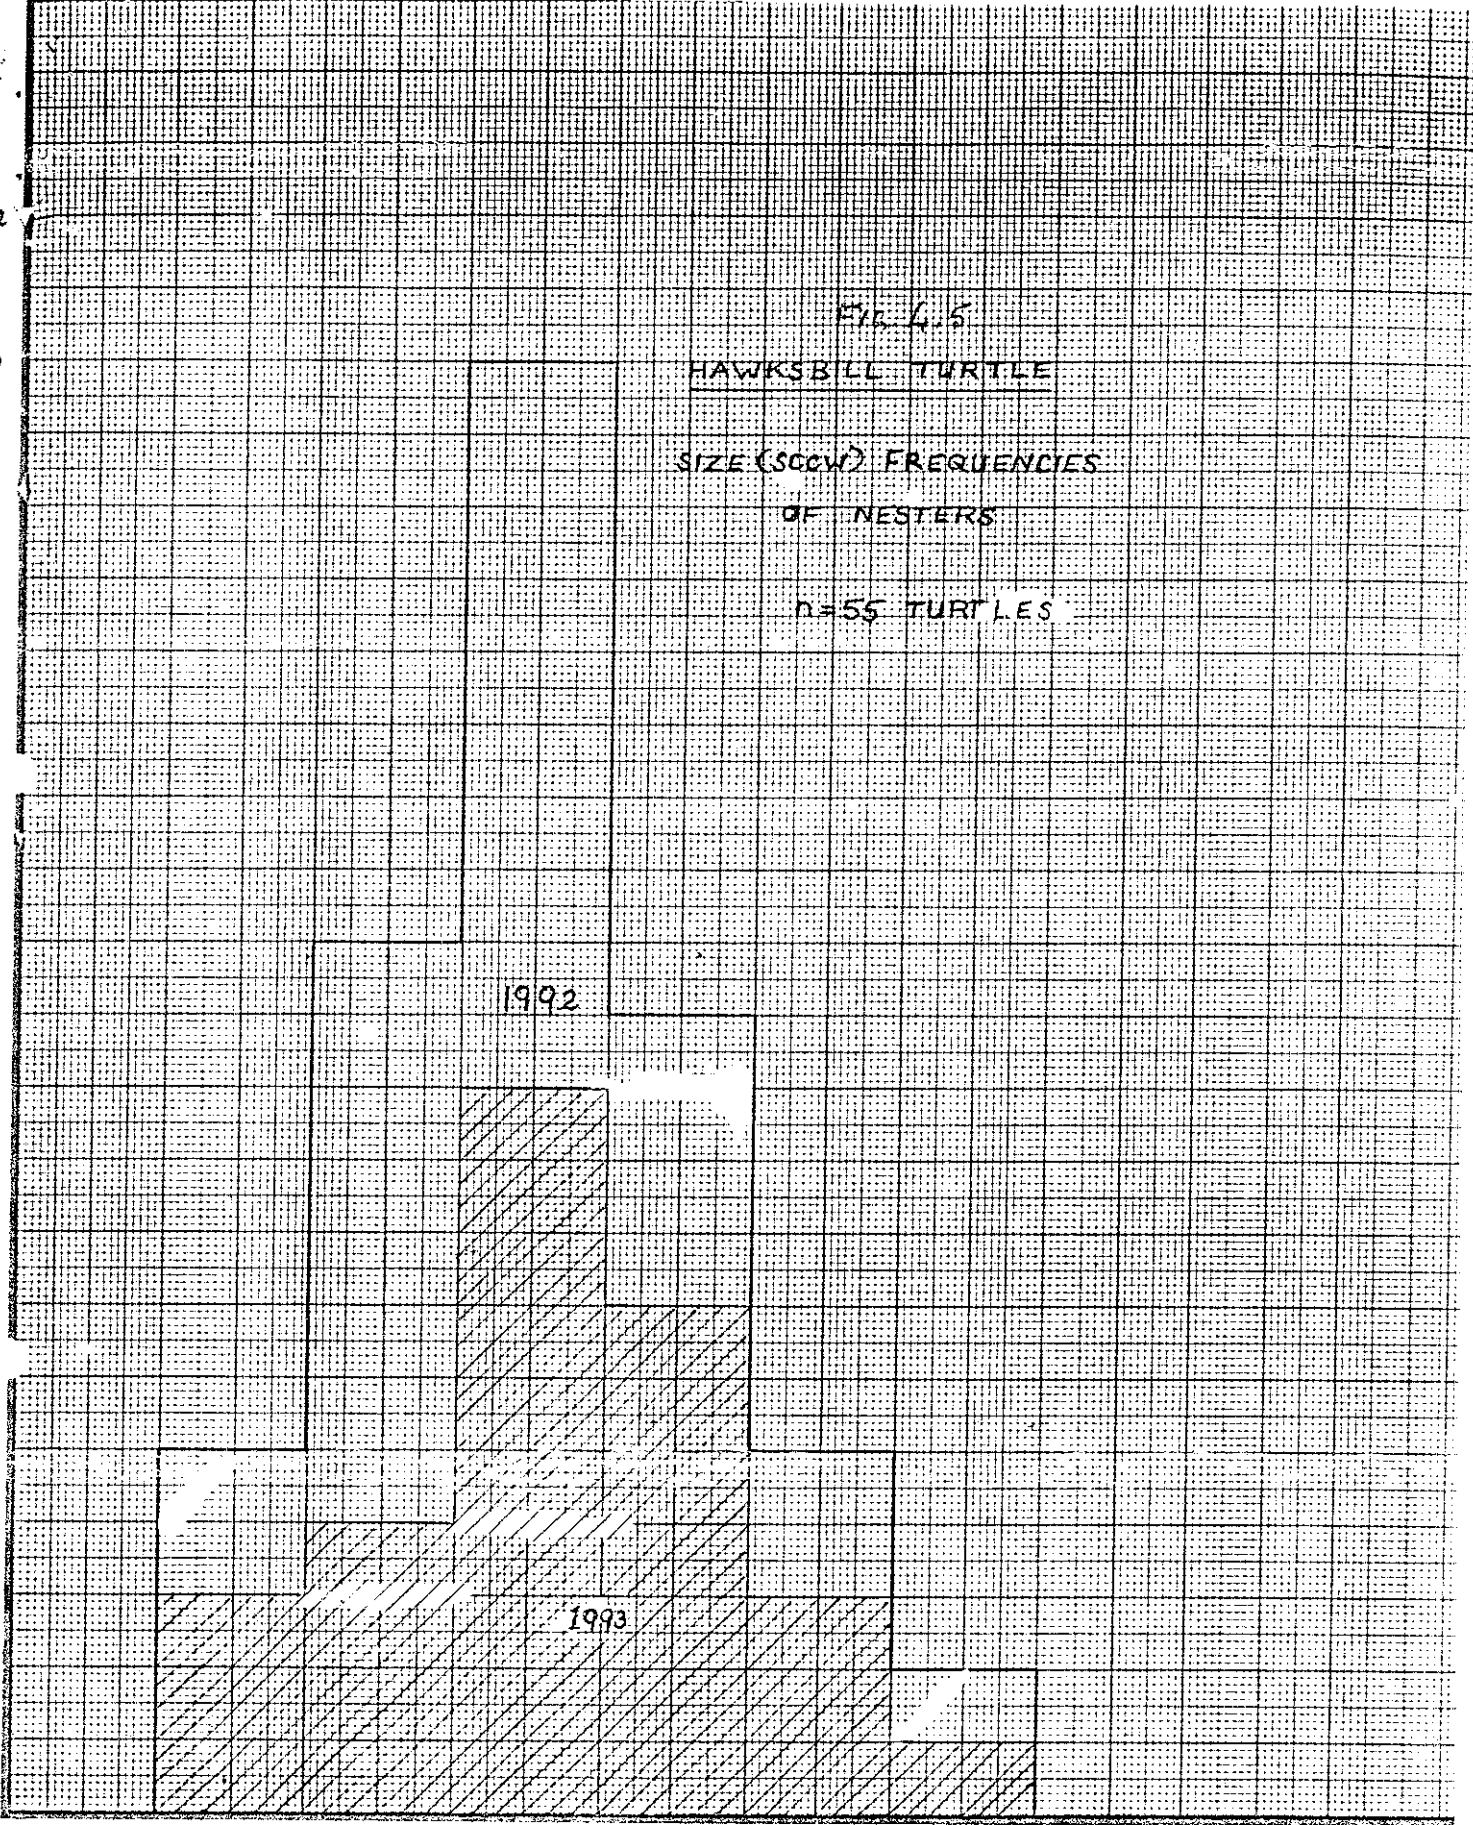 FIG 4.5
HAWKSBILL TURTLE
SIZE (SCCW) FREQUENCIES
OF NESTERS
n=55 TURTLES
1992
1993